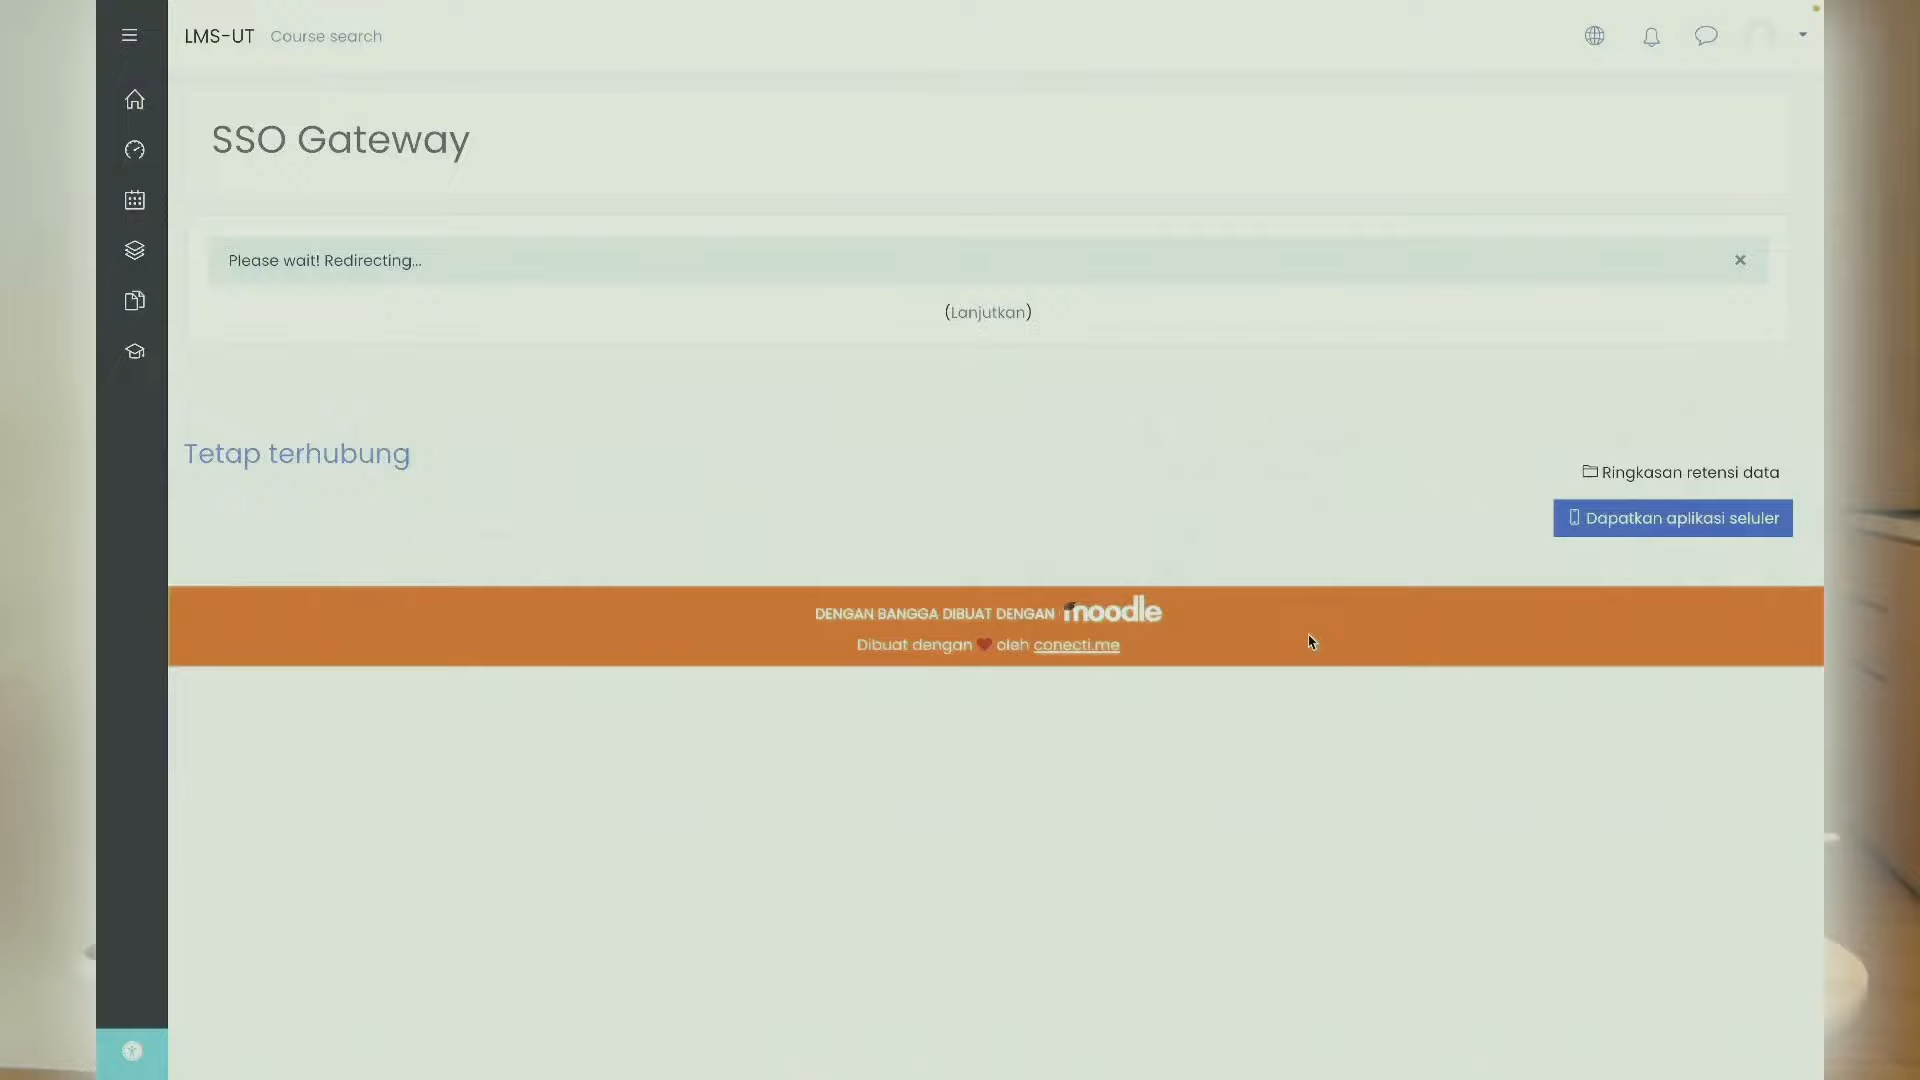 LMS-UT Course search
SSO Gateway
Please wait! Redirecting...
×
(Lanjutkan)
Tetap terhubung
Ringkasan retensi data
Dapatkan aplikasi seluler
DENGAN BANGGA DIBUAT DENGAN moodle
Dibuat dengan ❤ oleh conecti.me